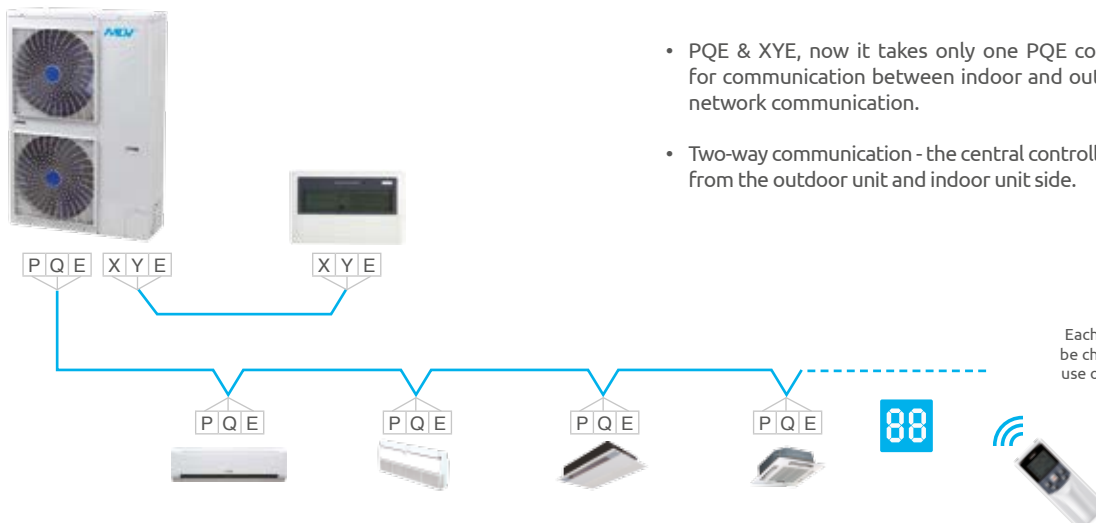 MDV
• PQE & XYE, now it takes only one PQE co
for communication between indoor and out
network communication.
• Two-way communication - the central controll
from the outdoor unit and indoor unit side.
P Q E X Y E X Y E
Each
be ch
use o
P Q E P Q E P Q E P Q E
88